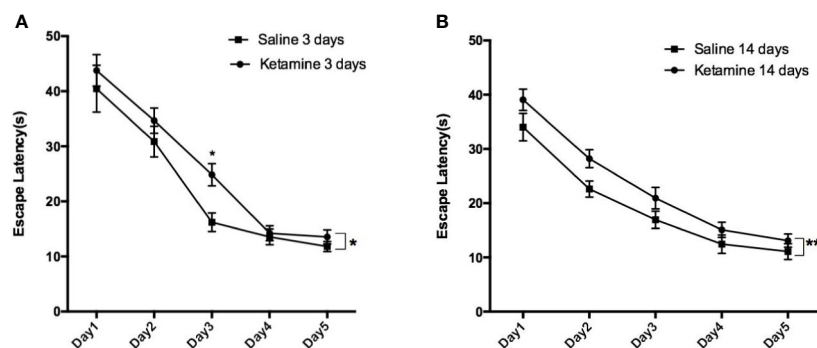 A
Saline 3 days
Ketamine 3 days
Escape Latency(s)
50
40
30
20
10
0
*
*
Day1
Day2
Day3
Day4
Day5
B
Saline 14 days
Ketamine 14 days
Escape Latency(s)
50
40
30
20
10
0
**
Day1
Day2
Day3
Day4
Day5